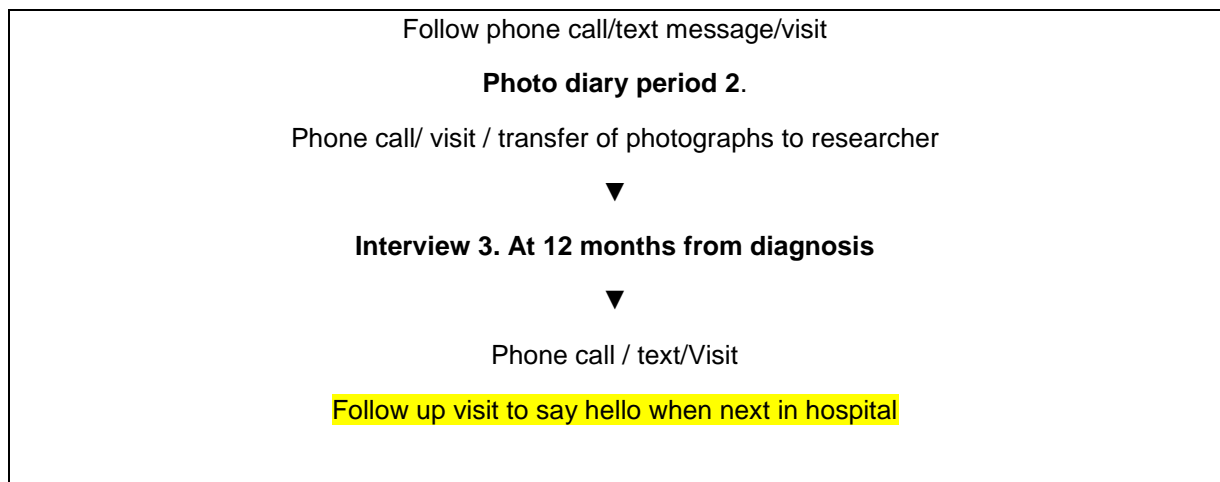 Follow phone call/text message/visit
Photo diary period 2.
Phone call/ visit / transfer of photographs to researcher
▼
Interview 3. At 12 months from diagnosis
▼
Phone call / text/Visit
Follow up visit to say hello when next in hospital